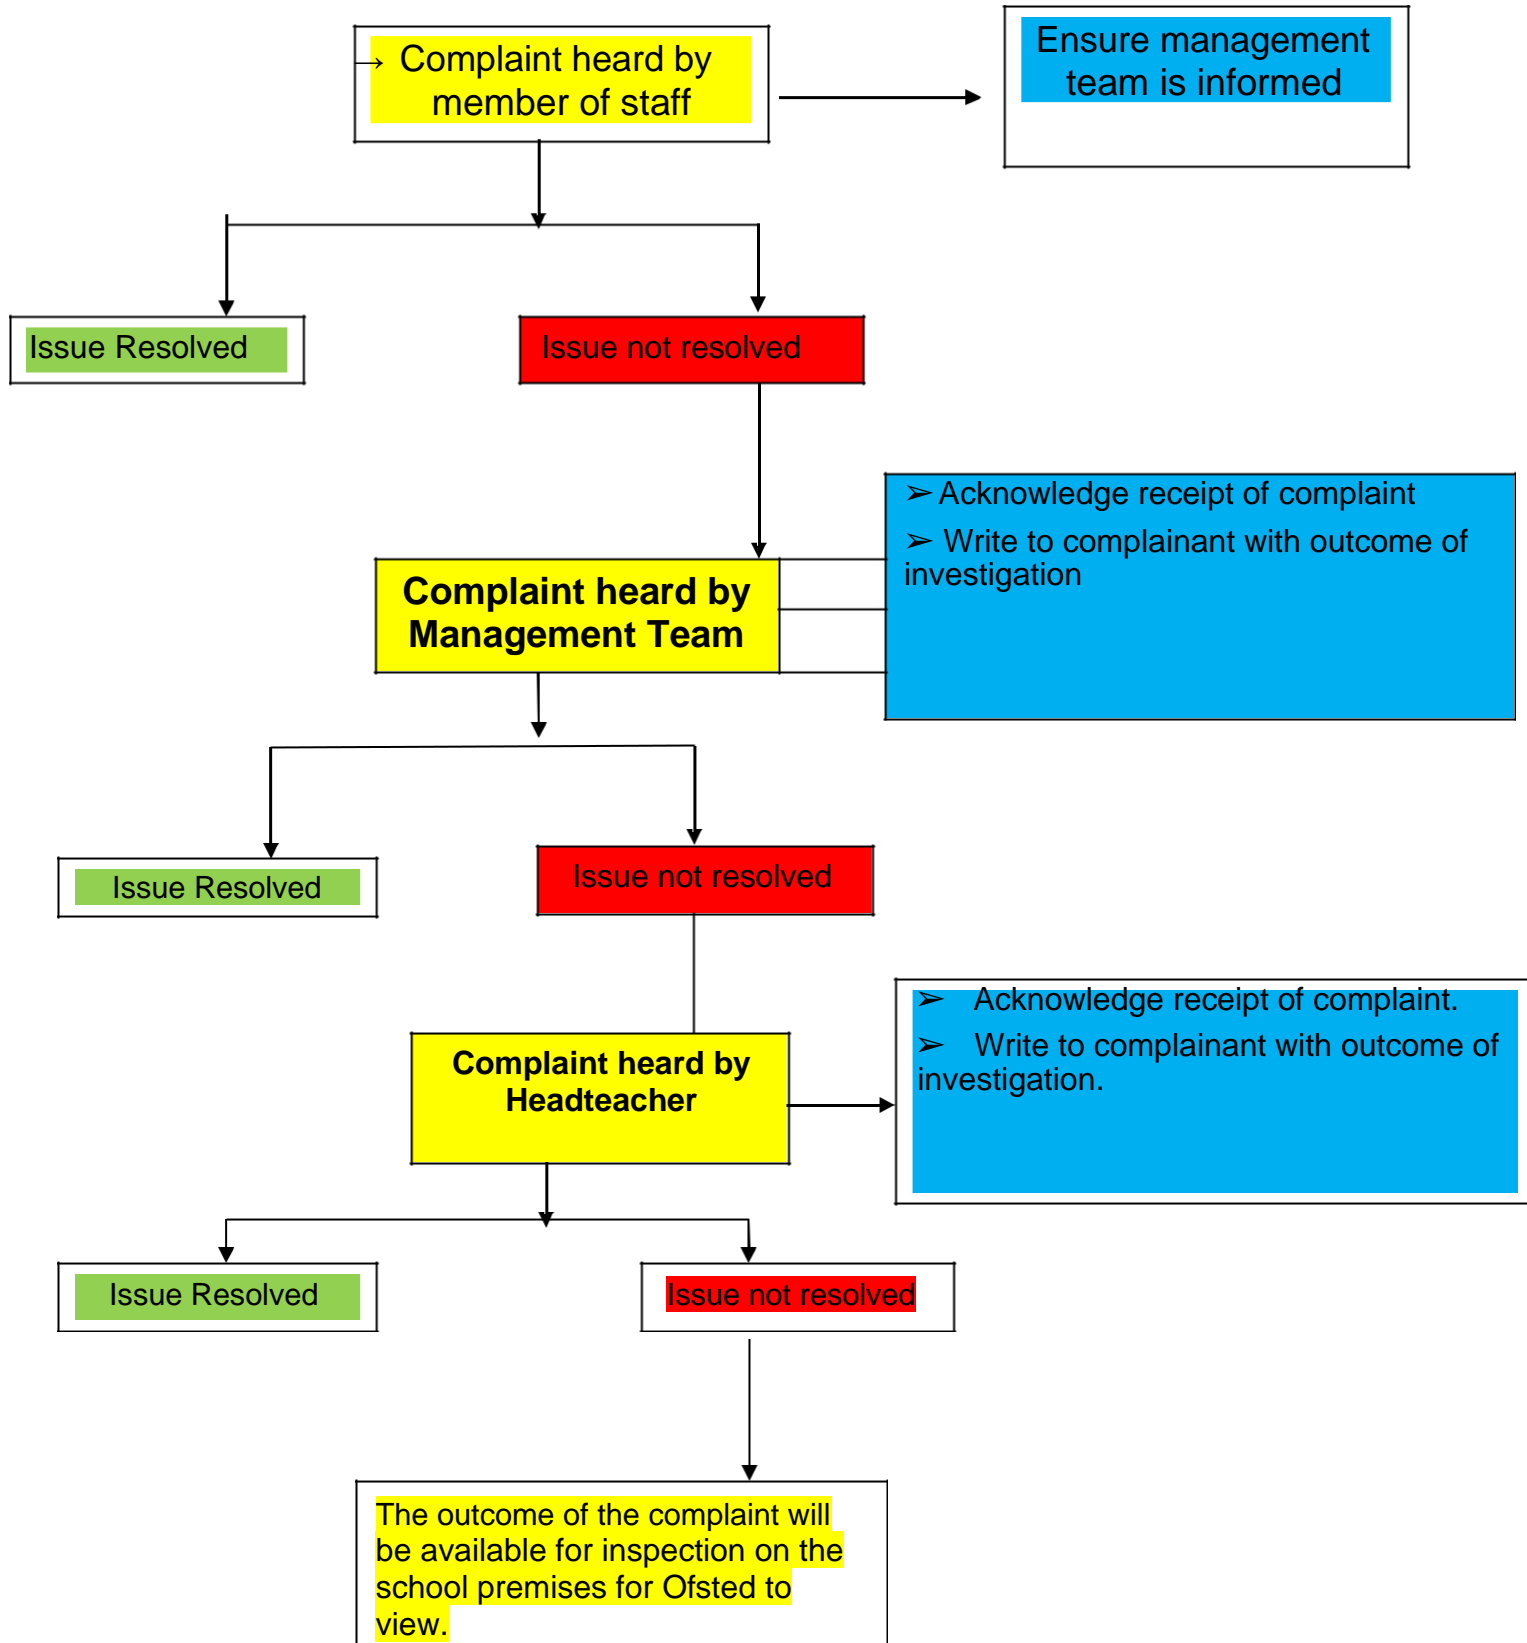 → Complaint heard by
member of staff
Ensure management
team is informed
Issue Resolved
Issue not resolved
➢ Acknowledge receipt of complaint
➢ Write to complainant with outcome of
investigation
Complaint heard by
Management Team
Issue Resolved
Issue not resolved
➢ Acknowledge receipt of complaint.
➢ Write to complainant with outcome of
investigation.
Complaint heard by
Headteacher
Issue Resolved
Issue not resolved
The outcome of the complaint will
be available for inspection on the
school premises for Ofsted to
view.